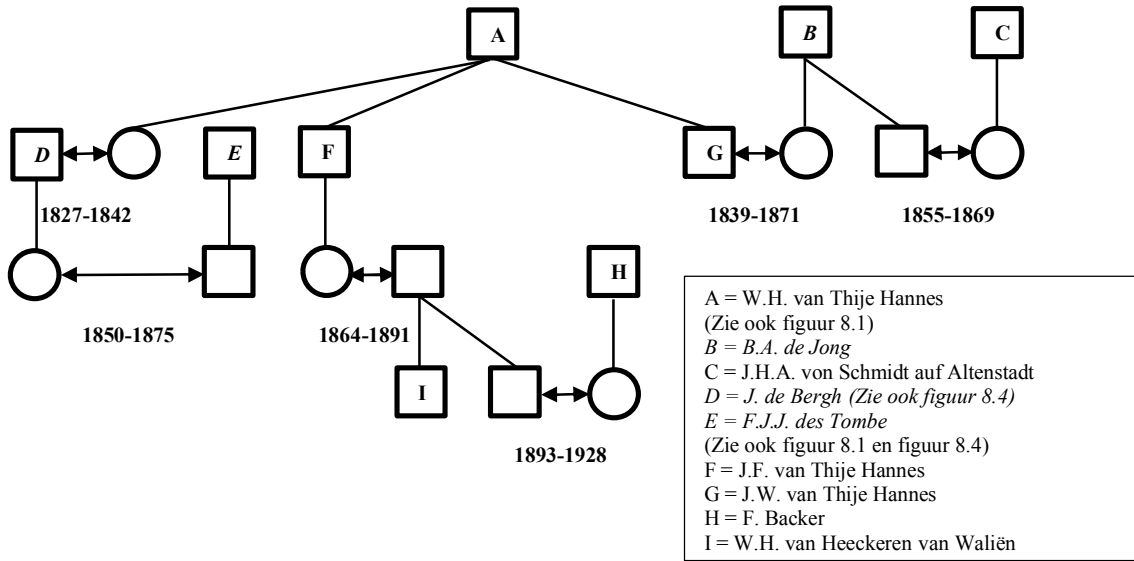 A
B
C
D
E
F
G
1827-1842
1839-1871
1855-1869
H
1850-1875
1864-1891
I
1893-1928
A = W.H. van Thije Hannes
(Zie ook figuur 8.1)
B = B.A. de Jong
C = J.H.A. von Schmidt auf Altenstadt
D = J. de Bergh (Zie ook figuur 8.4)
E = F.J.J. des Tombe
(Zie ook figuur 8.1 en figuur 8.4)
F = J.F. van Thije Hannes
G = J.W. van Thije Hannes
H = F. Backer
I = W.H. van Heeckeren van Waliën